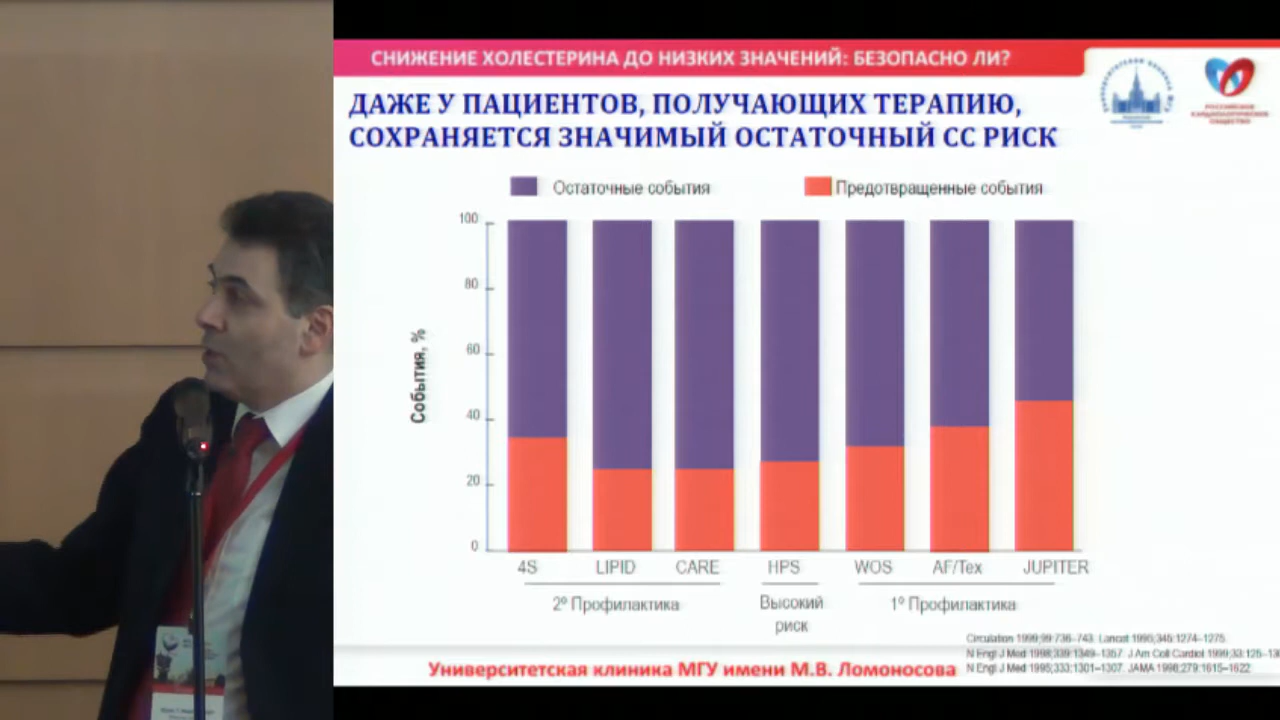 СНИЖЕНИЕ ХОЛЕСТЕРИНА ДО НИЗКИХ ЗНАЧЕНИЙ: БЕЗОПАСНО ЛИ?
ДАЖЕ У ПАЦИЕНТОВ, ПОЛУЧАЮЩИХ ТЕРАПИЮ,
СОХРАНЯЕТСЯ ЗНАЧИМЫЙ ОСТАТОЧНЫЙ СС РИСК
РОССИЙСКОЕ
КАРДИОЛОГИЧЕСКОЕ
ОБЩЕСТВО
Остаточные события
Предотвращенные события
События, %
100
80
60
40
20
0
4S LIPID CARE HPS WOS AF/Tex JUPITER
2º Профилактика
Высокий
риск
1º Профилактика
Circulation 1999;99:736–743. Lancet 1995;345:1274–1275.
N Engl J Med 1998;339:1349–1357. J Am Coll Cardiol 1999;33:125–13
N Engl J Med 1995;333:1301–1307. JAMA 1998;279:1615–1622
Университетская клиника МГУ имени М.В. Ломоносова